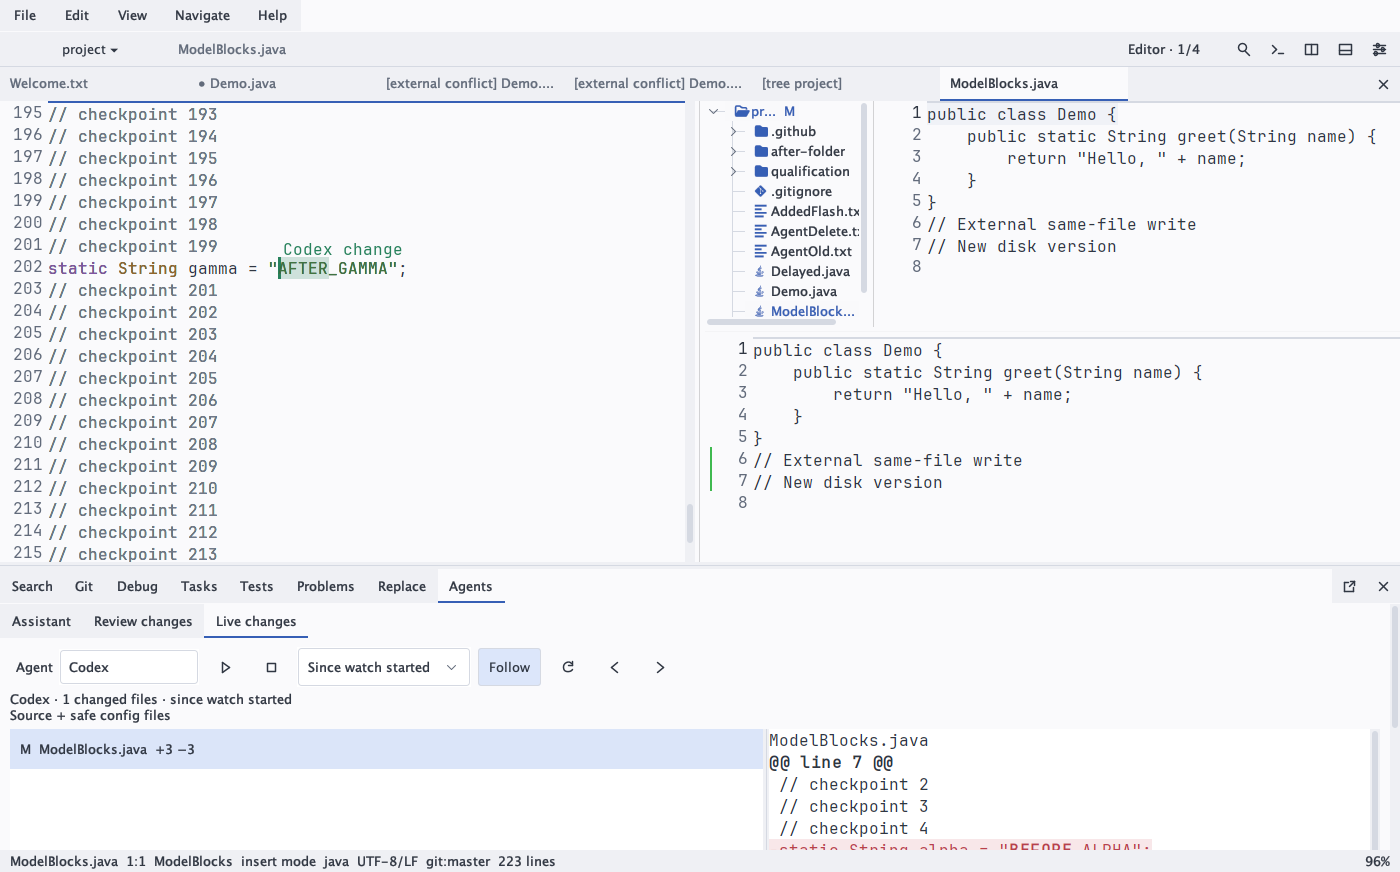 File Edit View Navigate Help
project ModelBlocks.java Editor · 1/4
Welcome.txt
• Demo.java
[external conflict] Demo....
[external conflict] Demo....
[tree project]
ModelBlocks.java
195 // checkpoint 193
196 // checkpoint 194
197 // checkpoint 195
198 // checkpoint 196
199 // checkpoint 197
200 // checkpoint 198
201 // checkpoint 199
Codex change
202 static String gamma = "AFTER_GAMMA";
203 // checkpoint 201
204 // checkpoint 202
205 // checkpoint 203
206 // checkpoint 204
207 // checkpoint 205
208 // checkpoint 206
209 // checkpoint 207
210 // checkpoint 208
211 // checkpoint 209
212 // checkpoint 210
213 // checkpoint 211
214 // checkpoint 212
215 // checkpoint 213
pr... M
.github
after-folder
qualification
.gitignore
AddedFlash.tx
AgentDelete.t
AgentOld.txt
Delayed.java
Demo.java
ModelBlock...
1 public class Demo {
2     public static String greet(String name) {
3         return "Hello, " + name;
4     }
5 }
6 // External same-file write
7 // New disk version
8
1 public class Demo {
2     public static String greet(String name) {
3         return "Hello, " + name;
4     }
5 }
6 // External same-file write
7 // New disk version
8
Search Git Debug Tasks Tests Problems Replace Agents
Assistant Review changes Live changes
Agent Codex Since watch started Follow
Codex · 1 changed files · since watch started
Source + safe config files
M ModelBlocks.java +3 −3
ModelBlocks.java
@@ line 7 @@
// checkpoint 2
// checkpoint 3
// checkpoint 4
static String alpha = "BEFORE_ALPHA";
ModelBlocks.java 1:1 ModelBlocks insert mode java UTF-8/LF git:master 223 lines 96%